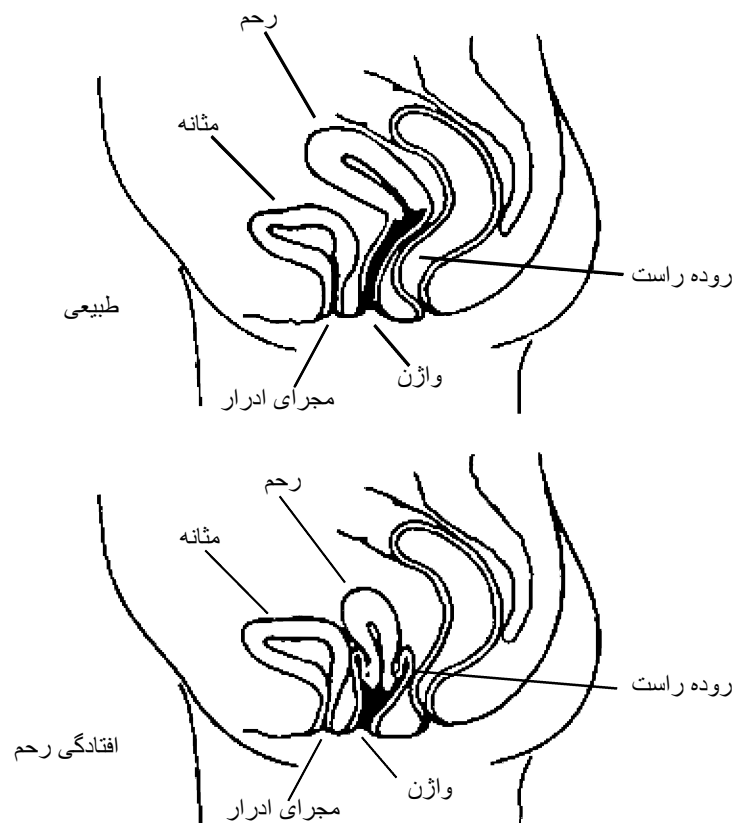 رحم
مثانه
روده راست
طبیعی
واژن
مجرای ادرار
رحم
مثانه
روده راست
افتادگی رحم
واژن
مجرای ادرار